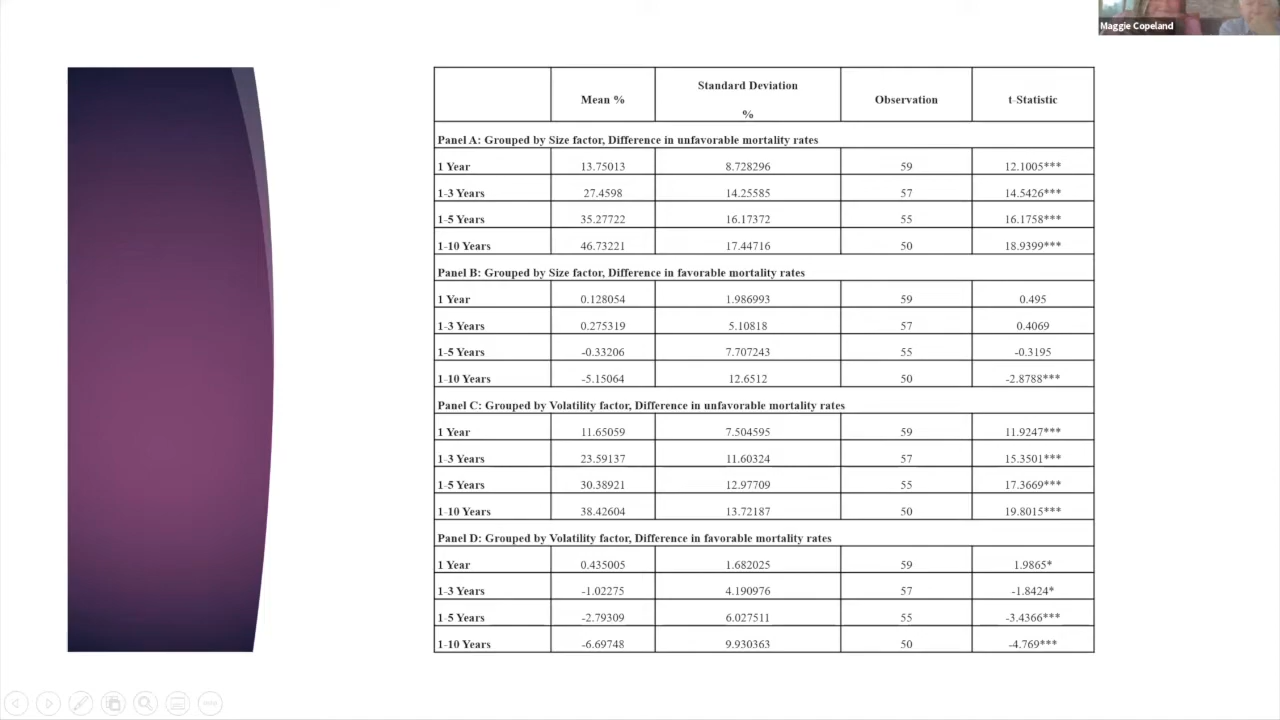 Maggie Copeland
Mean % Standard Deviation % Observation t-Statistic
Panel A: Grouped by Size factor, Difference in unfavorable mortality rates
1 Year 13.75013 8.728296 59 12.1005***
1-3 Years 27.4598 14.25585 57 14.5426***
1-5 Years 35.27722 16.17372 55 16.1758***
1-10 Years 46.73221 17.44716 50 18.9399***
Panel B: Grouped by Size factor, Difference in favorable mortality rates
1 Year 0.128054 1.986993 59 0.495
1-3 Years 0.275319 5.10818 57 0.4069
1-5 Years -0.33206 7.707243 55 -0.3195
1-10 Years -5.15064 12.6512 50 -2.8788***
Panel C: Grouped by Volatility factor, Difference in unfavorable mortality rates
1 Year 11.65059 7.504595 59 11.9247***
1-3 Years 23.59137 11.60324 57 15.3501***
1-5 Years 30.38921 12.97709 55 17.3669***
1-10 Years 38.42604 13.72187 50 19.8015***
Panel D: Grouped by Volatility factor, Difference in favorable mortality rates
1 Year 0.435005 1.682025 59 1.9865*
1-3 Years -1.02275 4.190976 57 -1.8424*
1-5 Years -2.79309 6.027511 55 -3.4366***
1-10 Years -6.69748 9.930363 50 -4.769***